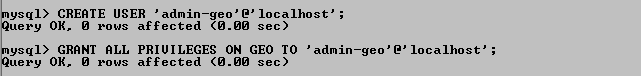 mysql> CREATE USER 'admin-geo'@'localhost';
Query OK, 0 rows affected (0.00 sec)
mysql> GRANT ALL PRIVILEGES ON GEO TO 'admin-geo'@'localhost';
Query OK, 0 rows affected (0.00 sec)